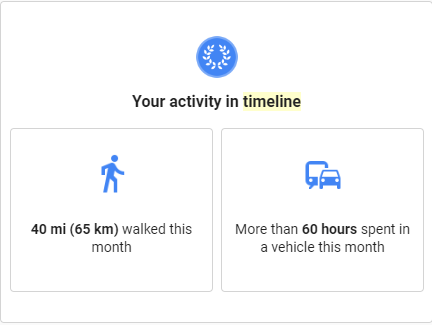 Your activity in timeline
40 mi (65 km) walked this
month
More than 60 hours spent in
a vehicle this month